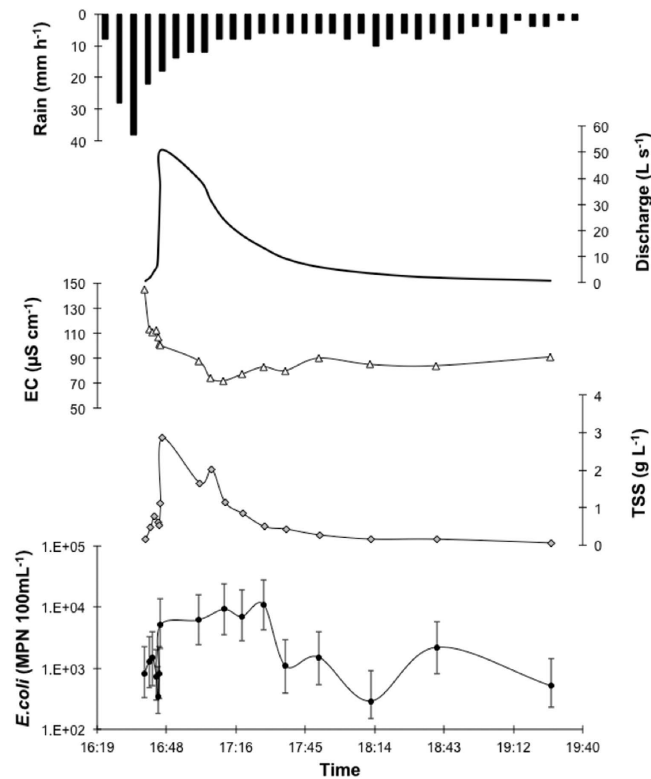 0
10
20
30
40
Rain (mm h⁻¹)
60
50
40
30
20
10
0
Discharge (L s⁻¹)
150
130
110
90
70
50
EC (µS cm⁻¹)
4
3
2
1
0
TSS (g L⁻¹)
1.E+05
1.E+04
1.E+03
1.E+02
E.coli (MPN 100mL⁻¹)
16:19 16:48 17:16 17:45 18:14 18:43 19:12 19:40
Time